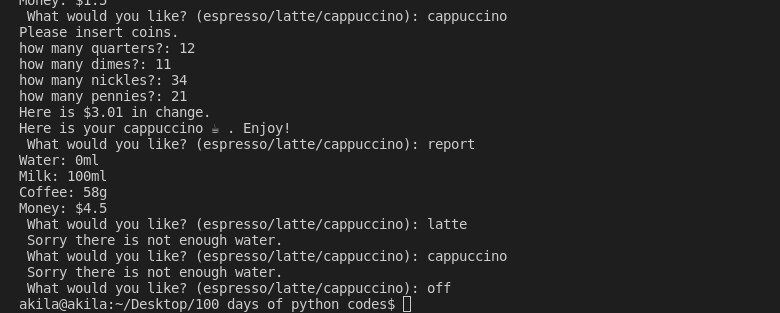 Money: $1.5
What would you like? (espresso/latte/cappuccino): cappuccino
Please insert coins.
how many quarters?: 12
how many dimes?: 11
how many nickles?: 34
how many pennies?: 21
Here is $3.01 in change.
Here is your cappuccino ☕ . Enjoy!
What would you like? (espresso/latte/cappuccino): report
Water: 0ml
Milk: 100ml
Coffee: 58g
Money: $4.5
What would you like? (espresso/latte/cappuccino): latte
Sorry there is not enough water.
What would you like? (espresso/latte/cappuccino): cappuccino
Sorry there is not enough water.
What would you like? (espresso/latte/cappuccino): off
akila@akila:~/Desktop/100 days of python codes$